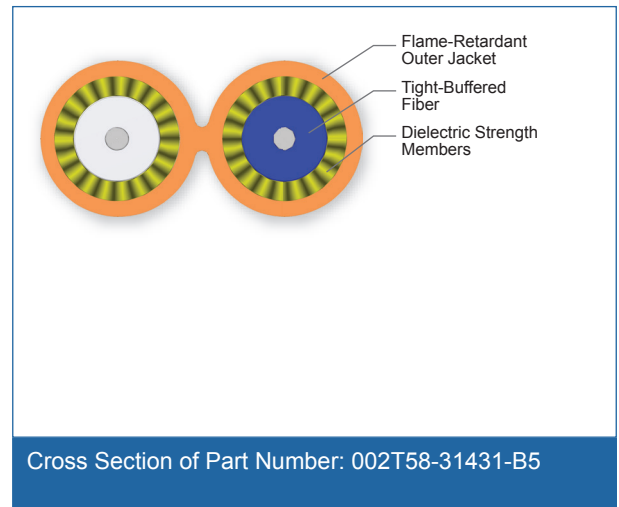 Flame-Retardant
Outer Jacket
Tight-Buffered
Fiber
Dielectric Strength
Members
Cross Section of Part Number: 002T58-31431-B5